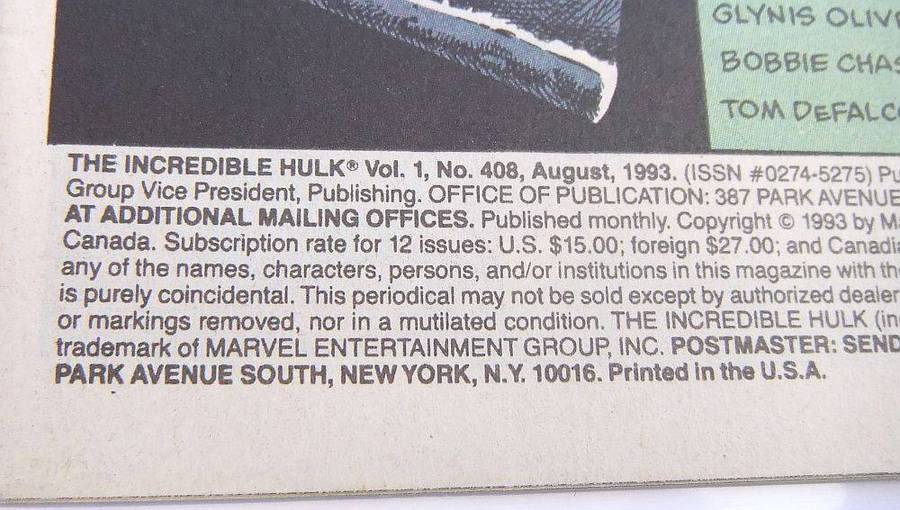 GLYNIS
BOBBIE
TOM
THE INCREDIBLE HULK® Vol. 1, No. 408, August, 1993. (ISSN #0274-5275)
Group Vice President, Publishing. OFFICE OF PUBLICATION: 387 PARK AVENUE
AT ADDITIONAL MAILING OFFICES. Published monthly. Copyright © 1993 by
Canada. Subscription rate for 12 issues: U.S. $15.00; foreign $27.00; and
any of the names, characters, persons, and/or institutions in this magazine with
is purely coincidental. This periodical may not be sold except by authorized
or markings removed, nor in a mutilated condition. THE INCREDIBLE HULK
trademark of MARVEL ENTERTAINMENT GROUP, INC. POSTMASTER: SEND
PARK AVENUE SOUTH, NEW YORK, N.Y. 10016. Printed in the U.S.A.